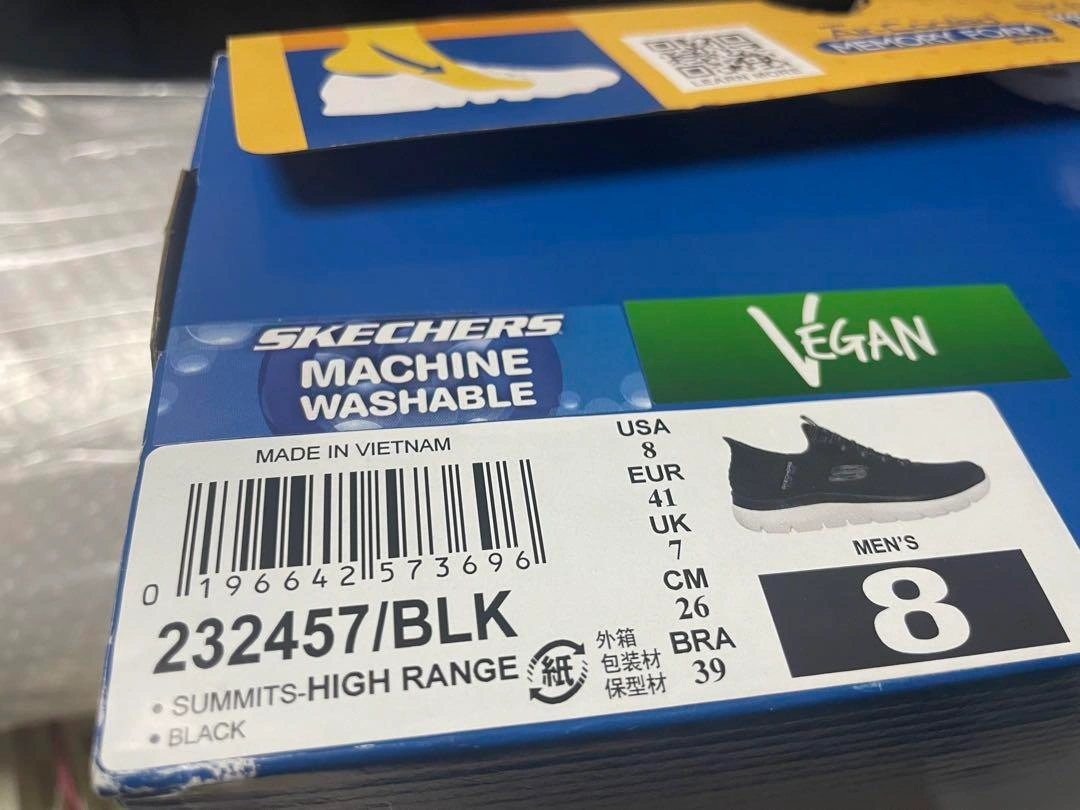 LEARN MORE
MEMORY FOAM
SKECHERS
MACHINE
WASHABLE
VEGAN
MADE IN VIETNAM
0 196642 573696
232457/BLK
• SUMMITS-HIGH RANGE
• BLACK
紙
外箱
包装材
保型材
USA
8
EUR
41
UK
7
CM
26
BRA
39
MEN'S
8